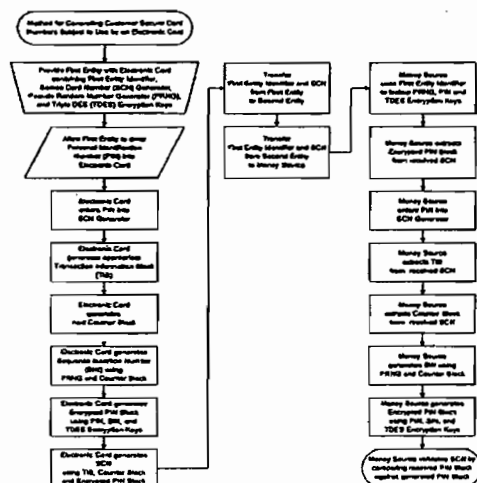 Method for Generating Customer Secure Card
Numbers Subject to Use by an Electronic Card
Provide First Entity with Electronic Card
containing First Entity Identifier,
Secure Card Number (SCN) Generator,
Pseudo Random Number Generator (PRNG),
and Triple DES (TDES) Encryption Keys
Allow First Entity to enter
Personal Identification
Number (PIN) into
Electronic Card
Electronic Card
enters PIN into
SCN Generator
Electronic Card
generates appropriate
Transaction Information Block
(TIB)
Electronic Card
generates
next Counter Block
Electronic Card generates
Sequence Insertion Number
(SIN) using
PRNG and Counter Block
Electronic Card generates
Encrypted PIN Block
using PIN, SIN, and
TDES Encryption Keys
Electronic Card generates
SCN
using TIB, Counter Block
and Encrypted PIN Block
Transfer
First Entity Identifier and SCN
from First Entity
to Second Entity
Transfer
First Entity Identifier and SCN
from Second Entity
to Money Source
Money Source
uses First Entity Identifier
to lookup PRNG, PIN and
TDES Encryption Keys
Money Source extracts
Encrypted PIN Block
from received SCN
Money Source
enters PIN into
SCN Generator
Money Source
extracts TIB
from received SCN
Money Source
extracts Counter Block
from received SCN
Money Source
generates SIN using
PRNG and Counter Block
Money Source generates
Encrypted PIN Block
using PIN, SIN, and
TDES Encryption Keys
Money Source validates SCN by
comparing received PIN Block
against generated PIN Block